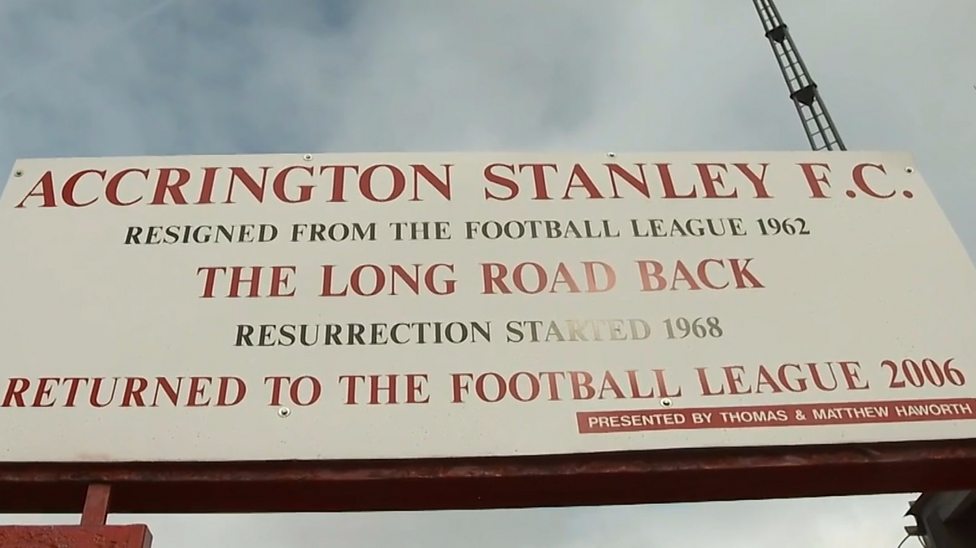 ACCRINGTON STANLEY F.C.
RESIGNED FROM THE FOOTBALL LEAGUE 1962
THE LONG ROAD BACK
RESURRECTION STARTED 1968
RETURNED TO THE FOOTBALL LEAGUE 2006
PRESENTED BY THOMAS & MATTHEW HAWORTH